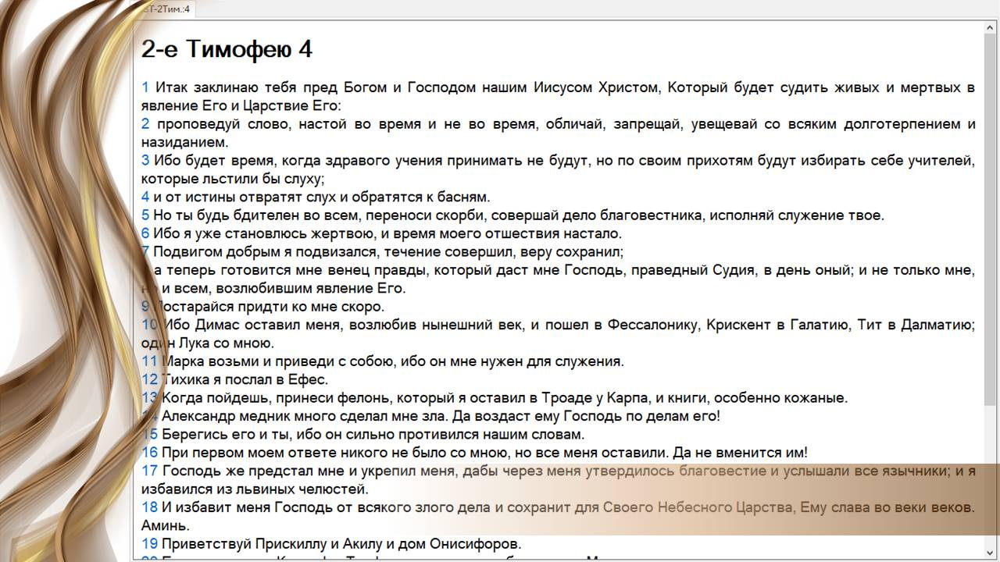 ST-2Тим.:4
2-е Тимофею 4
1 Итак заклинаю тебя пред Богом и Господом нашим Иисусом Христом, Который будет судить живых и мертвых в
явление Его и Царствие Его:
2 проповедуй слово, настой во время и не во время, обличай, запрещай, увещевай со всяким долготерпением и
назиданием.
3 Ибо будет время, когда здравого учения принимать не будут, но по своим прихотям будут избирать себе учителей,
которые льстили бы слуху;
4 и от истины отвратят слух и обратятся к басням.
5 Но ты будь бдителен во всем, переноси скорби, совершай дело благовестника, исполняй служение твое.
6 Ибо я уже становлюсь жертвою, и время моего отшествия настало.
7 Подвигом добрым я подвизался, течение совершил, веру сохранил;
а теперь готовится мне венец правды, который даст мне Господь, праведный Судия, в день оный; и не только мне,
но и всем, возлюбившим явление Его.
9 Постарайся придти ко мне скоро.
10 Ибо Димас оставил меня, возлюбив нынешний век, и пошел в Фессалонику, Крискент в Галатию, Тит в Далматию;
один Лука со мною.
11 Марка возьми и приведи с собою, ибо он мне нужен для служения.
12 Тихика я послал в Ефес.
13 Когда пойдешь, принеси фелонь, который я оставил в Троаде у Карпа, и книги, особенно кожаные.
14 Александр медник много сделал мне зла. Да воздаст ему Господь по делам его!
15 Берегись его и ты, ибо он сильно противился нашим словам.
16 При первом моем ответе никого не было со мною, но все меня оставили. Да не вменится им!
17 Господь же предстал мне и укрепил меня, дабы через меня утвердилось благовестие и услышали все язычники; и я
избавился из львиных челюстей.
18 И избавит меня Господь от всякого злого дела и сохранит для Своего Небесного Царства, Ему слава во веки веков.
Аминь.
19 Приветствуй Прискиллу и Акилу и дом Онисифоров.